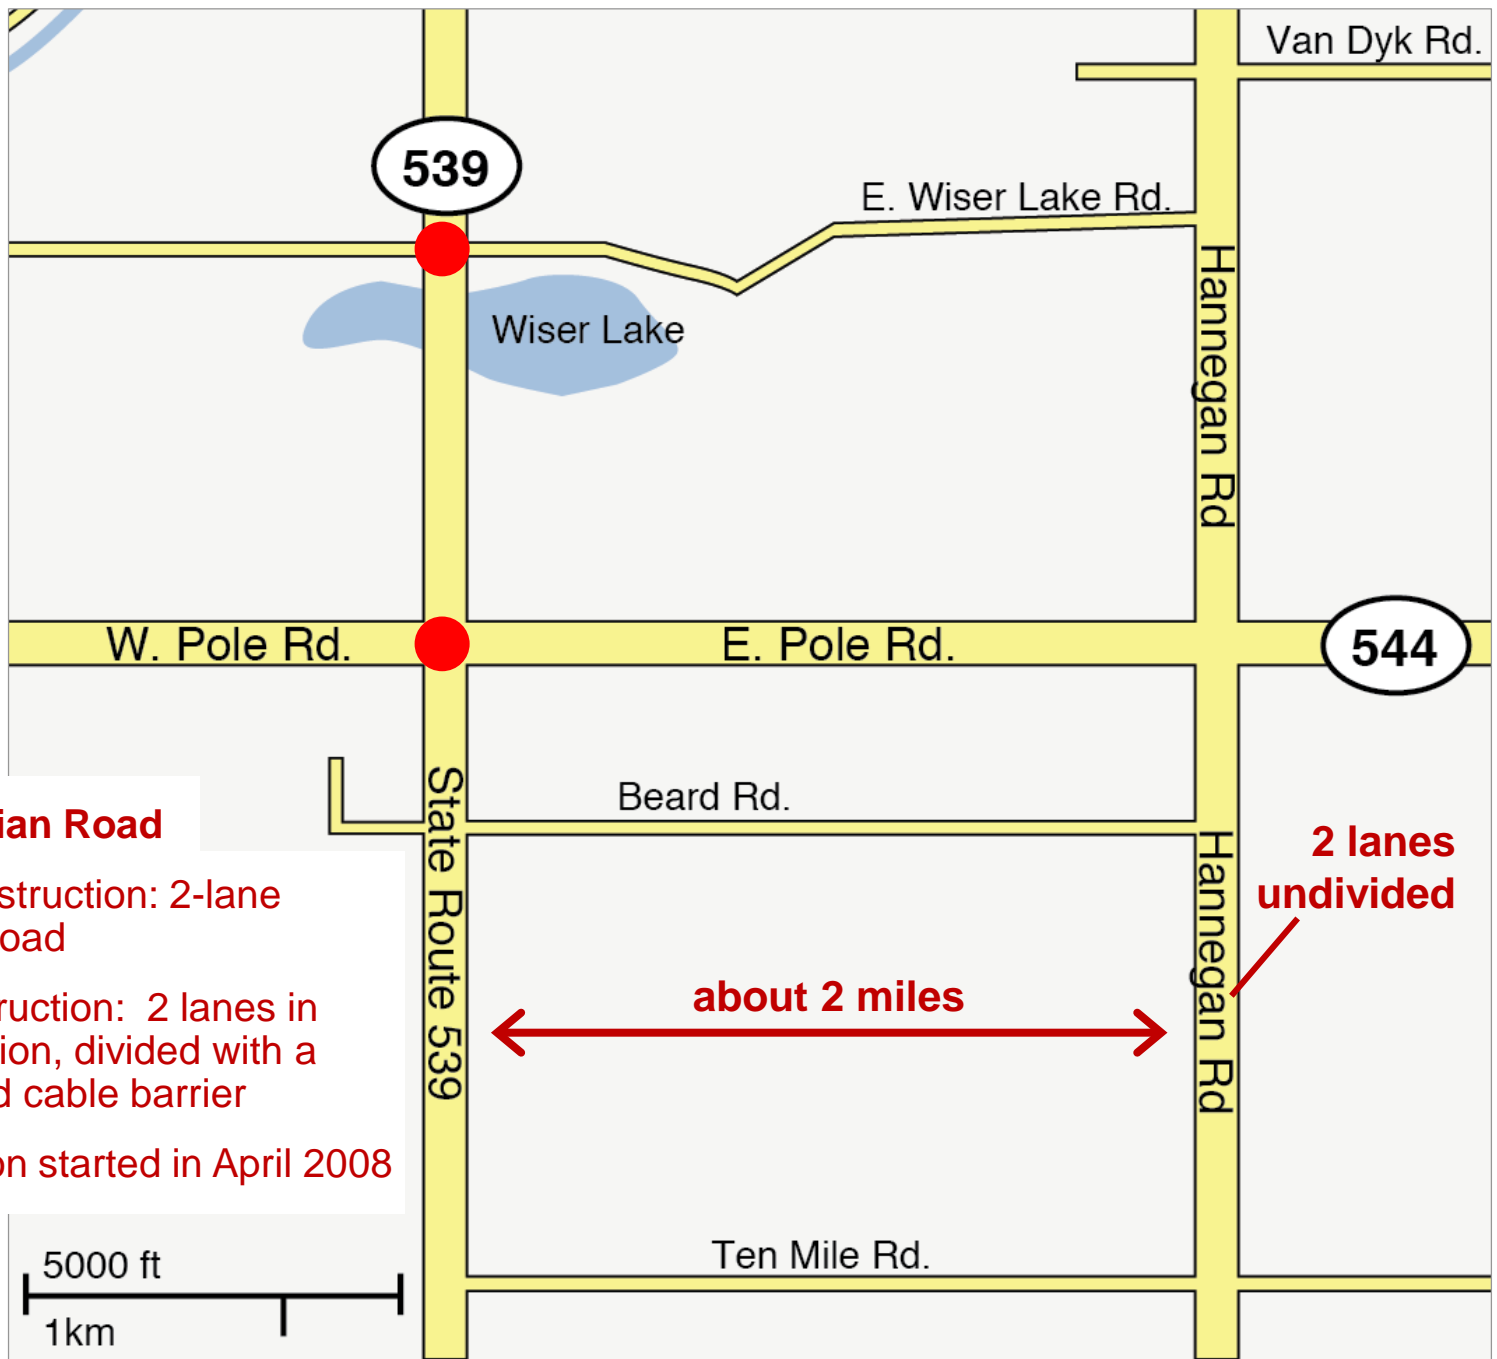 Van Dyk Rd.
539
E. Wiser Lake Rd.
Hannegan Rd
Wiser Lake
W. Pole Rd.
E. Pole Rd.
544
State Route 539
Beard Rd.
ian Road
2 lanes
undivided
struction: 2-lane
oad
Hannegan Rd
about 2 miles
ruction: 2 lanes in
ion, divided with a
d cable barrier
on started in April 2008
Ten Mile Rd.
5000 ft
1km